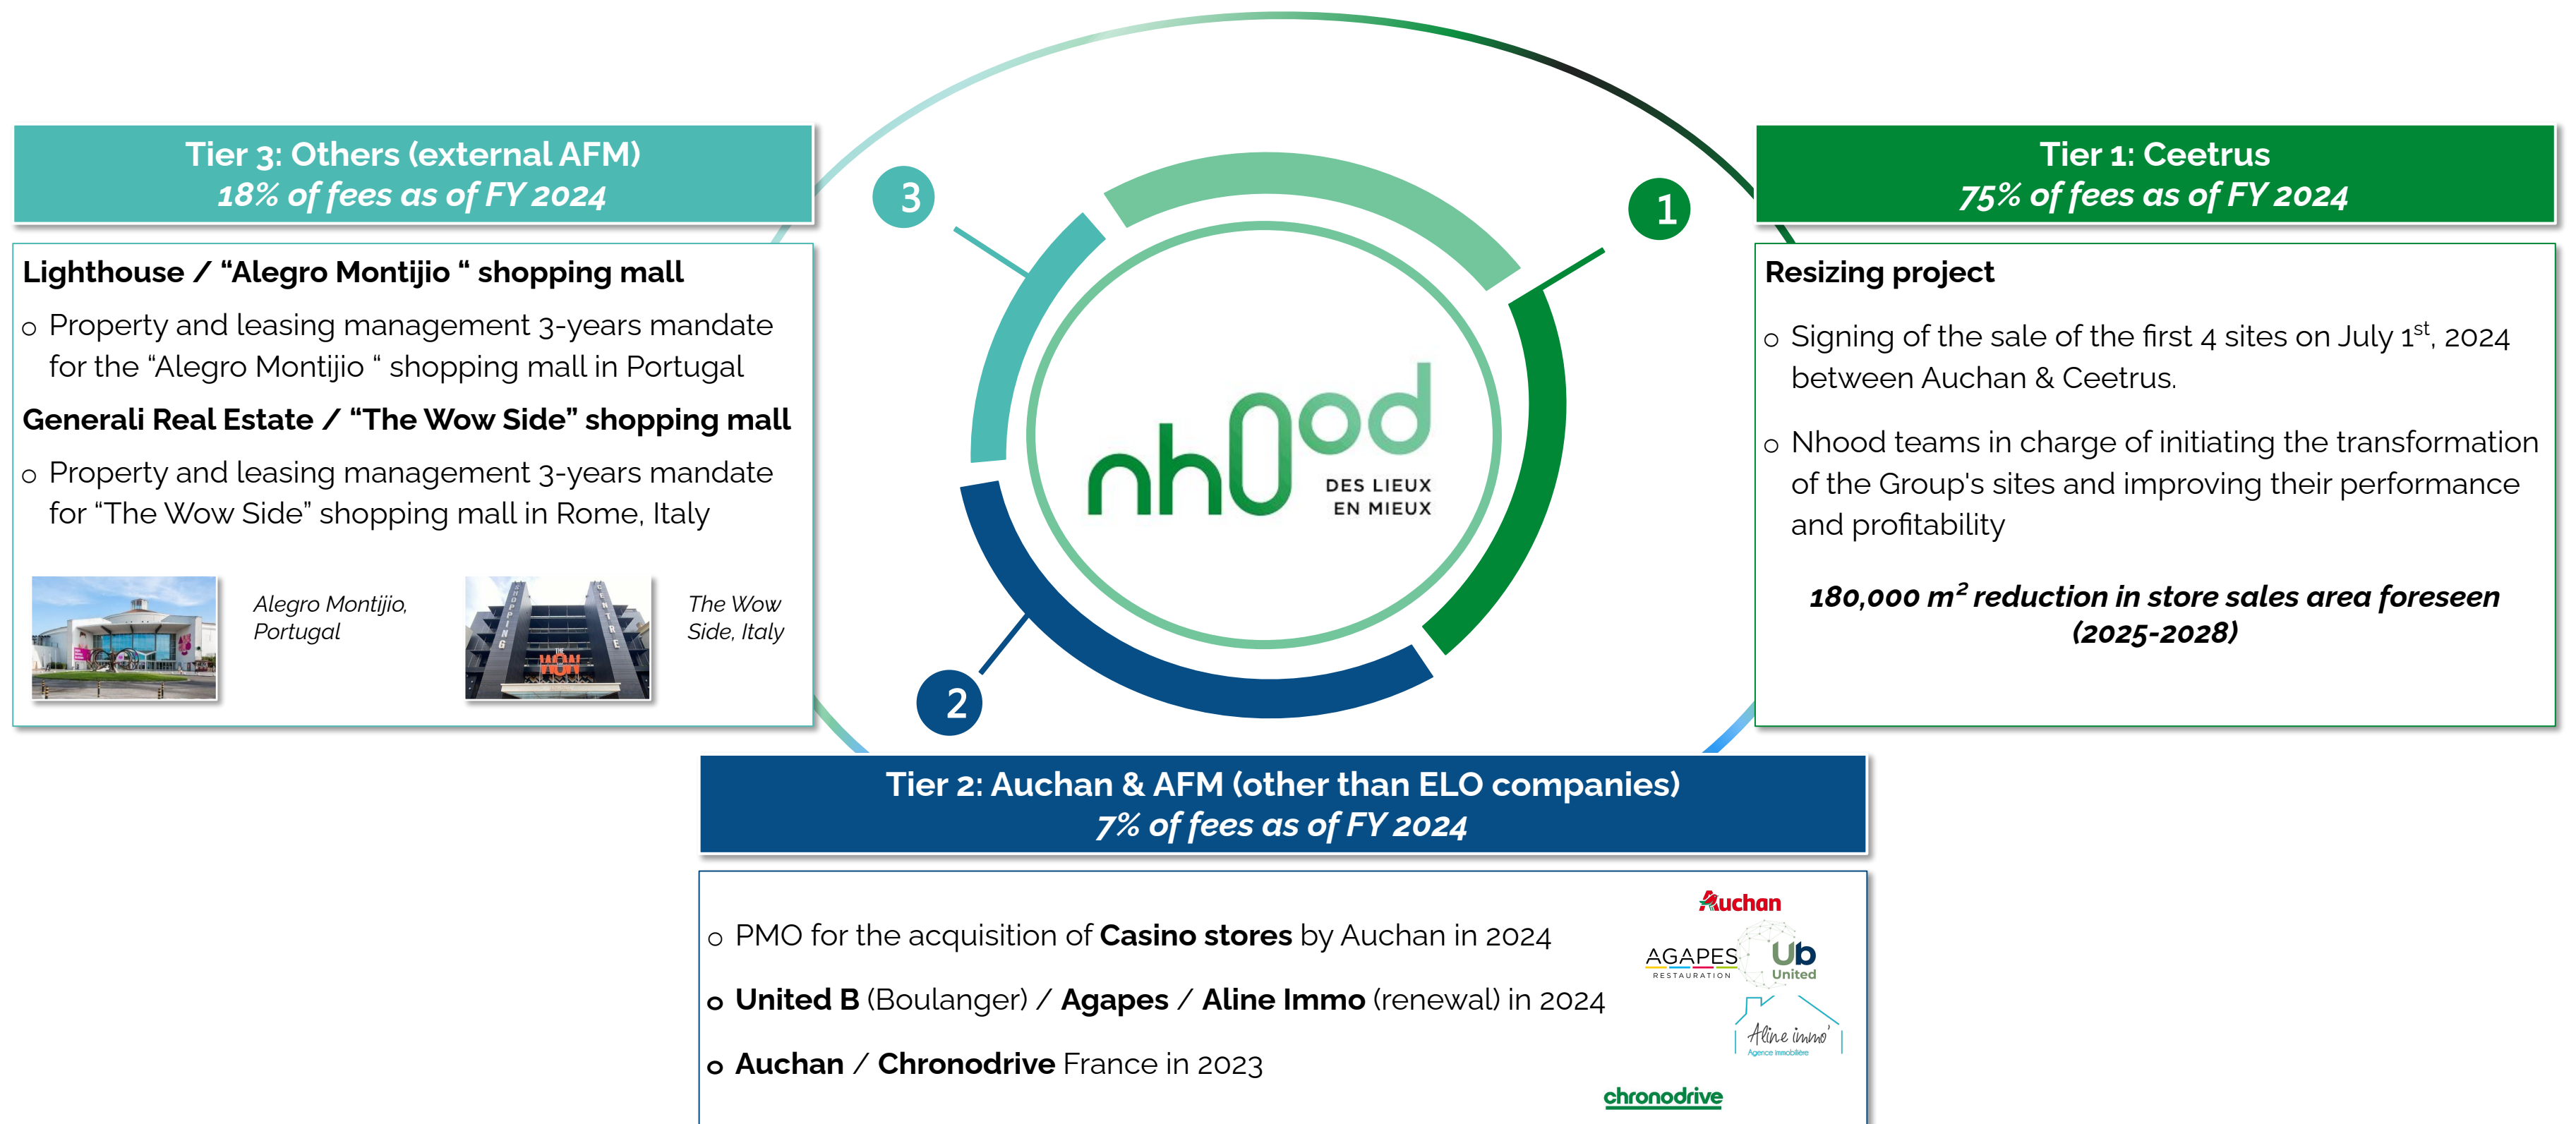 Tier 3: Others (external AFM)
18% of fees as of FY 2024
Lighthouse / “Alegro Montijio “ shopping mall
o Property and leasing management 3-years mandate
for the “Alegro Montijio “ shopping mall in Portugal
Generali Real Estate / “The Wow Side” shopping mall
o Property and leasing management 3-years mandate
for “The Wow Side” shopping mall in Rome, Italy
SHOPPING
CENTRE
THE
WOW
Alegro Montijio,
Portugal
The Wow
Side, Italy
3
1
2
nhood
DES LIEUX
EN MIEUX
Tier 1: Ceetrus
75% of fees as of FY 2024
Resizing project
o Signing of the sale of the first 4 sites on July 1st, 2024
between Auchan & Ceetrus.
o Nhood teams in charge of initiating the transformation
of the Group's sites and improving their performance
and profitability
180,000 m² reduction in store sales area foreseen
(2025-2028)
Tier 2: Auchan & AFM (other than ELO companies)
7% of fees as of FY 2024
o PMO for the acquisition of Casino stores by Auchan in 2024
o United B (Boulanger) / Agapes / Aline Immo (renewal) in 2024
o Auchan / Chronodrive France in 2023
Auchan
AGAPES
RESTAURATION
Ub
United
Aline immo'
Agence immobilière
chronodrive